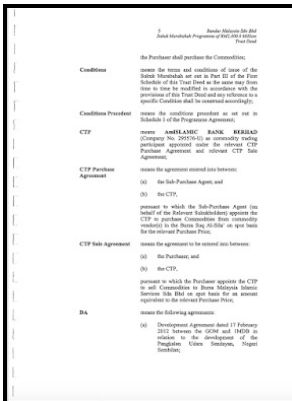 5
Bandar Malaysia Sdn Bhd
Sukuk Murabahah Programme of RM2,400.0 Million
Trust Deed
the Purchaser shall purchase the Commodities;
Conditions means the terms and conditions of issue of the
Sukuk Murabahah set out in Part III of the First
Schedule of this Trust Deed as the same may from
time to time be modified in accordance with the
provisions of this Trust Deed and any reference to a
specific Condition shall be construed accordingly;
Conditions Precedent means the conditions precedent as set out in
Schedule 1 of the Programme Agreement;
CTP means AmISLAMIC BANK BERHAD
(Company No. 295576-U) as commodity trading
participant appointed under the relevant CTP
Purchase Agreement and relevant CTP Sale
Agreement;
CTP Purchase means the agreement entered into between:
Agreement
(a) the Sub-Purchase Agent; and
(b) the CTP,
pursuant to which the Sub-Purchase Agent (on
behalf of the Relevant Sukukholders) appoints the
CTP to purchase Commodities from commodity
vendor(s) in the Bursa Suq Al-Sila' on spot basis
for the relevant Purchase Price;
CTP Sale Agreement means the agreement to be entered into between:
(a) the Purchaser; and
(b) the CTP,
pursuant to which the Purchaser appoints the CTP
to sell Commodities to Bursa Malaysia Islamic
Services Sdn Bhd on spot basis for an amount
equivalent to the relevant Purchase Price;
DA means the following agreements:
(a) Development Agreement dated 17 February
2012 between the GOM and 1MDB in
relation to the development of the
Pangkalan Udara Sendayan, Negeri
Sembilan;